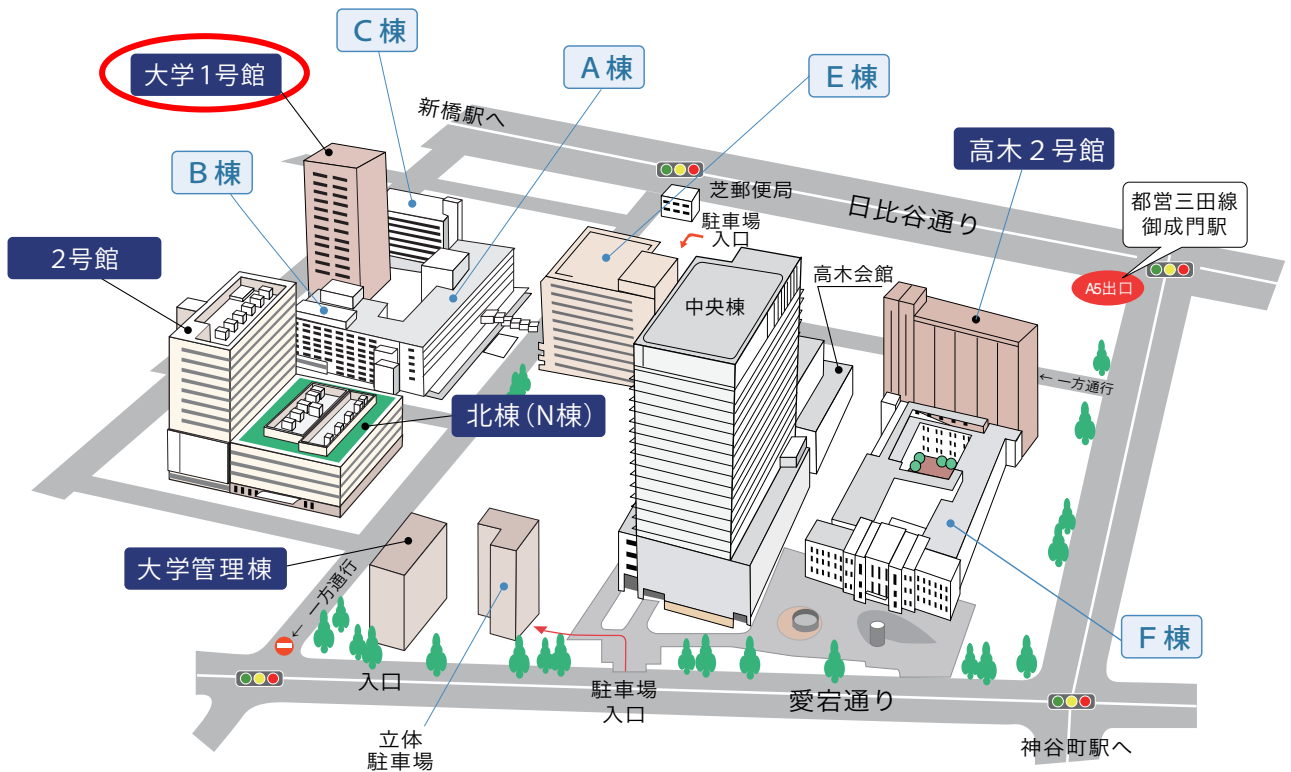 C棟
大学1号館
A棟
E棟
新橋駅へ
高木２号館
B棟
芝郵便局
日比谷通り
都営三田線
御成門駅
駐車場
入口
2号館
高木会館
A5出口
中央棟
← 一方通行
北棟(N棟)
大学管理棟
← 一方通行
F棟
入口
駐車場
入口
愛宕通り
立体
駐車場
神谷町駅へ